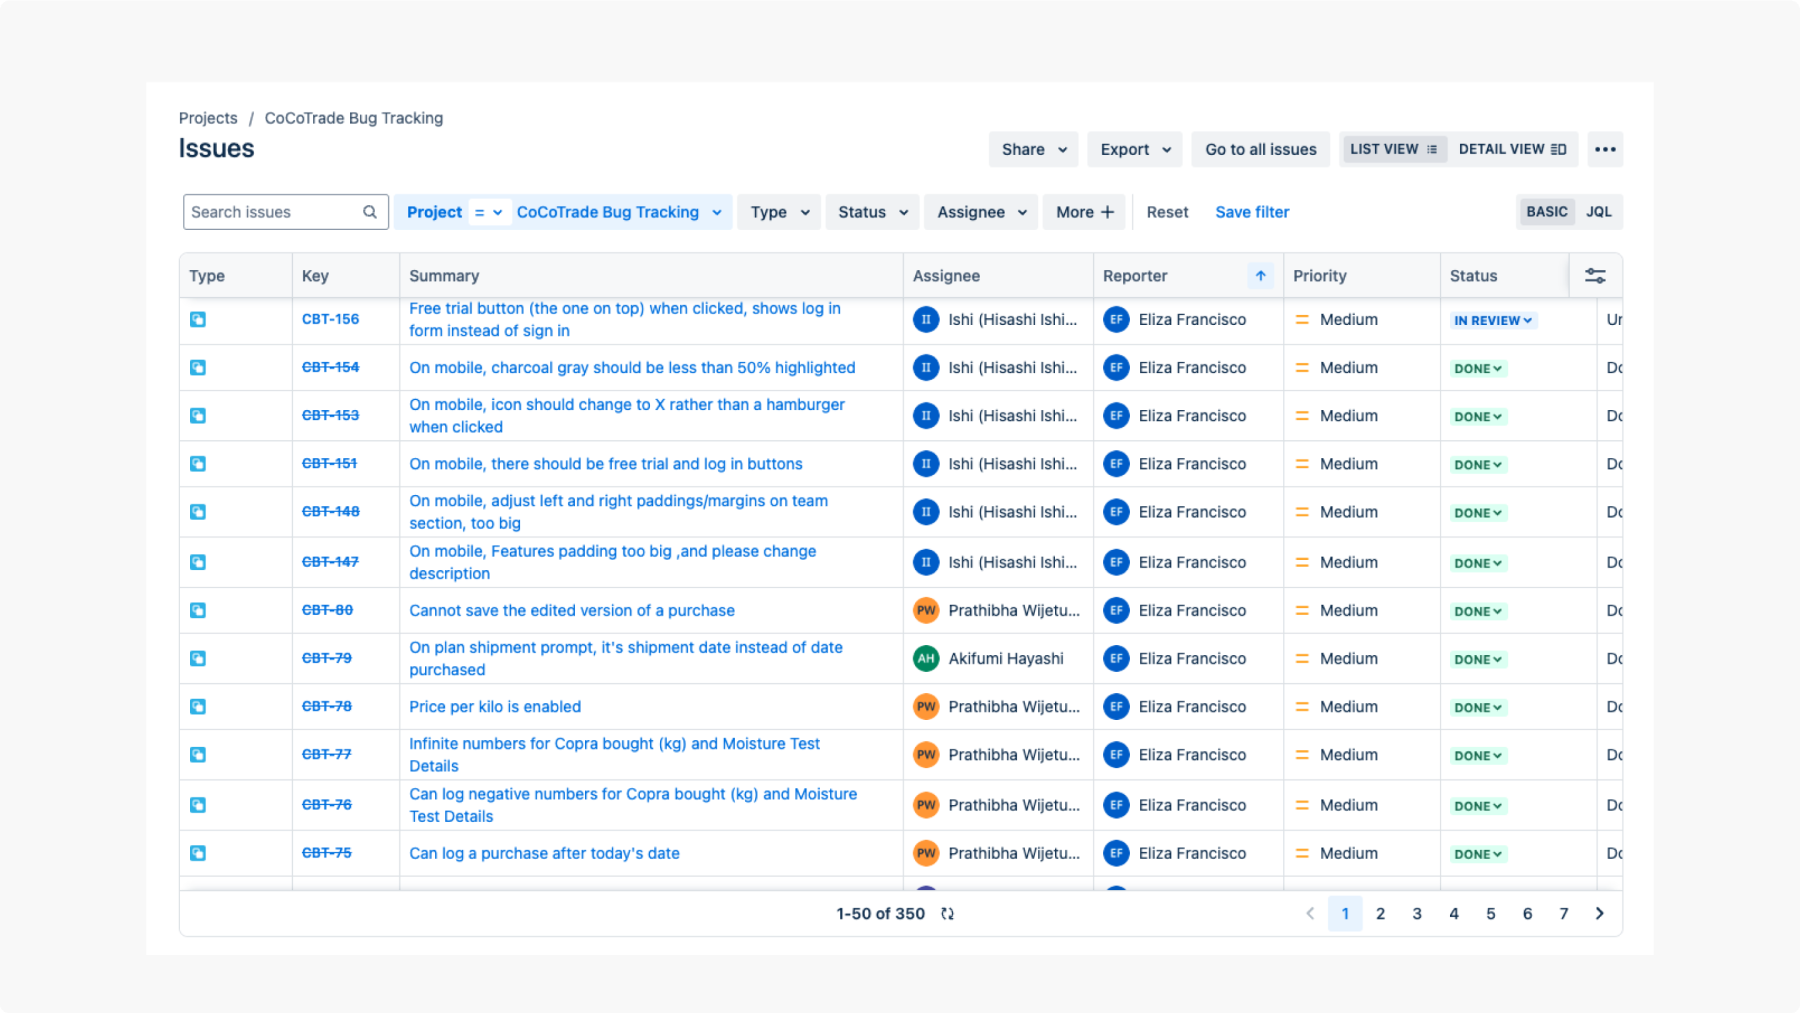 Projects / CoCoTrade Bug Tracking
Issues
Share Export Go to all issues LIST VIEW DETAIL VIEW
Search issues Project = CoCoTrade Bug Tracking Type Status Assignee More Reset Save filter BASIC JQL
Type Key Summary Assignee Reporter Priority Status
CBT-156 Free trial button (the one on top) when clicked, shows log in
form instead of sign in II Ishi (Hisashi Ishi... EF Eliza Francisco Medium IN REVIEW
CBT-154 On mobile, charcoal gray should be less than 50% highlighted II Ishi (Hisashi Ishi... EF Eliza Francisco Medium DONE
CBT-153 On mobile, icon should change to X rather than a hamburger
when clicked II Ishi (Hisashi Ishi... EF Eliza Francisco Medium DONE
CBT-151 On mobile, there should be free trial and log in buttons II Ishi (Hisashi Ishi... EF Eliza Francisco Medium DONE
CBT-148 On mobile, adjust left and right paddings/margins on team
section, too big II Ishi (Hisashi Ishi... EF Eliza Francisco Medium DONE
CBT-147 On mobile, Features padding too big ,and please change
description II Ishi (Hisashi Ishi... EF Eliza Francisco Medium DONE
CBT-80 Cannot save the edited version of a purchase PW Prathibha Wijetu... EF Eliza Francisco Medium DONE
CBT-79 On plan shipment prompt, it's shipment date instead of date
purchased AH Akifumi Hayashi EF Eliza Francisco Medium DONE
CBT-78 Price per kilo is enabled PW Prathibha Wijetu... EF Eliza Francisco Medium DONE
CBT-77 Infinite numbers for Copra bought (kg) and Moisture Test
Details PW Prathibha Wijetu... EF Eliza Francisco Medium DONE
CBT-76 Can log negative numbers for Copra bought (kg) and Moisture
Test Details PW Prathibha Wijetu... EF Eliza Francisco Medium DONE
CBT-75 Can log a purchase after today's date PW Prathibha Wijetu... EF Eliza Francisco Medium DONE
1-50 of 350 1 2 3 4 5 6 7